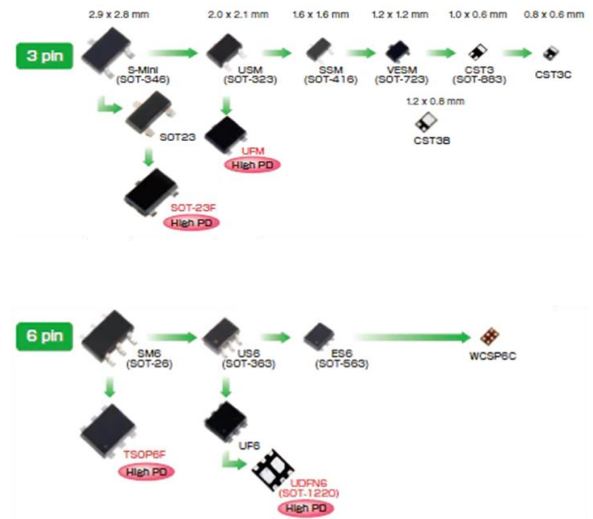 2.9 x 2.8 mm
2.0 x 2.1 mm
1.6 x 1.6 mm
1.2 x 1.2 mm
1.0 x 0.6 mm
0.8 x 0.6 mm
3 pin
S-Mini
(SOT-346)
USM
(SOT-323)
SSM
(SOT-416)
VESM
(SOT-723)
CST3
(SOT-883)
CST3C
1.2 x 0.8 mm
SOT23
CST3B
UFM
High PD
SOT-23F
High PD
6 pin
SM6
(SOT-26)
US6
(SOT-363)
ES6
(SOT-563)
WCSP6C
TSOP6F
High PD
UF6
UDFN6
(SOT-1220)
High PD